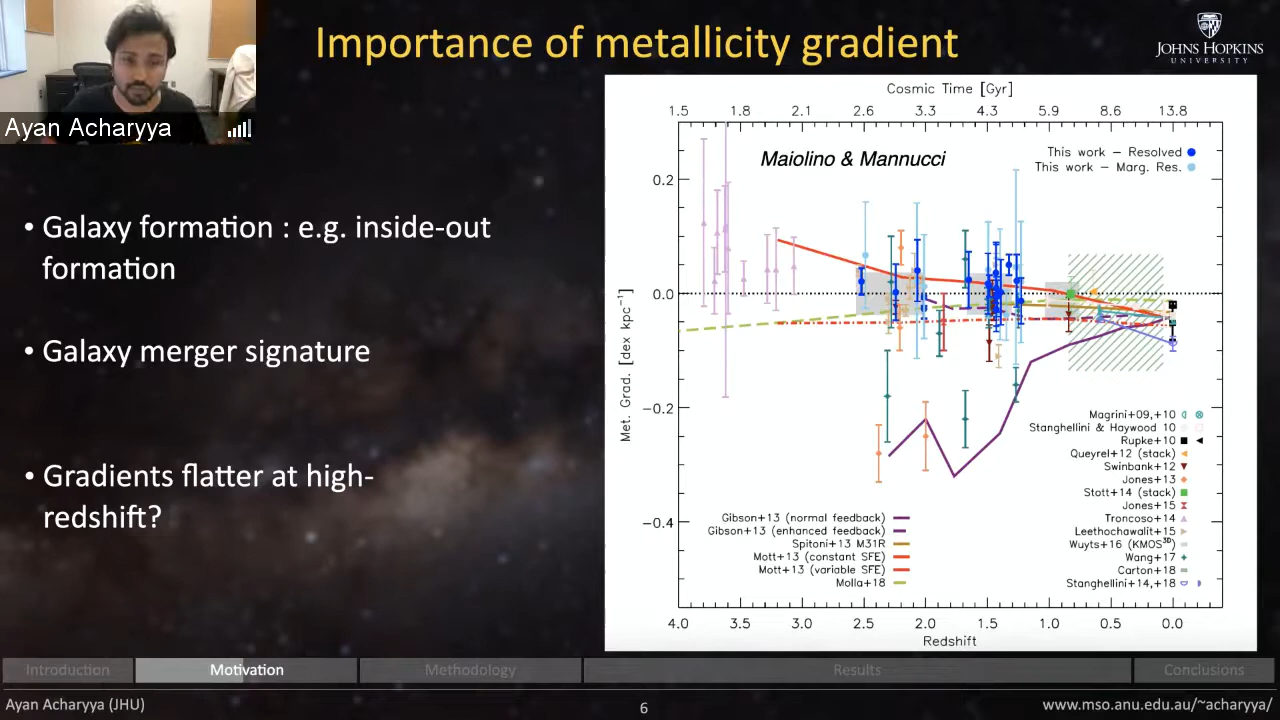 Importance of metallicity gradient
JOHNS HOPKINS
UNIVERSITY
Ayan Acharyya
• Galaxy formation : e.g. inside-out
formation
• Galaxy merger signature
• Gradients flatter at high-
redshift?
Cosmic Time [Gyr]
1.5 1.8 2.1 2.6 3.3 4.3 5.9 8.6 13.8
Maiolino & Mannucci
This work – Resolved
This work – Marg. Res.
0.2
0.0
-0.2
-0.4
Met. Grad. [dex kpc⁻¹]
Magrini+09,+10
Stanghellini & Haywood 10
Rupke+10
Queyrel+12 (stack)
Swinbank+12
Jones+13
Stott+14 (stack)
Jones+15
Troncoso+14
Leethochawalit+15
Wuyts+16 (KMOS3D)
Wang+17
Carton+18
Stanghellini+14,+18
Gibson+13 (normal feedback)
Gibson+13 (enhanced feedback)
Spitoni+13 M31R
Mott+13 (constant SFE)
Mott+13 (variable SFE)
Molla+18
4.0 3.5 3.0 2.5 2.0 1.5 1.0 0.5 0.0
Redshift
Introduction Motivation Methodology Results Conclusions
Ayan Acharyya (JHU) 6 www.mso.anu.edu.au/~acharyya/